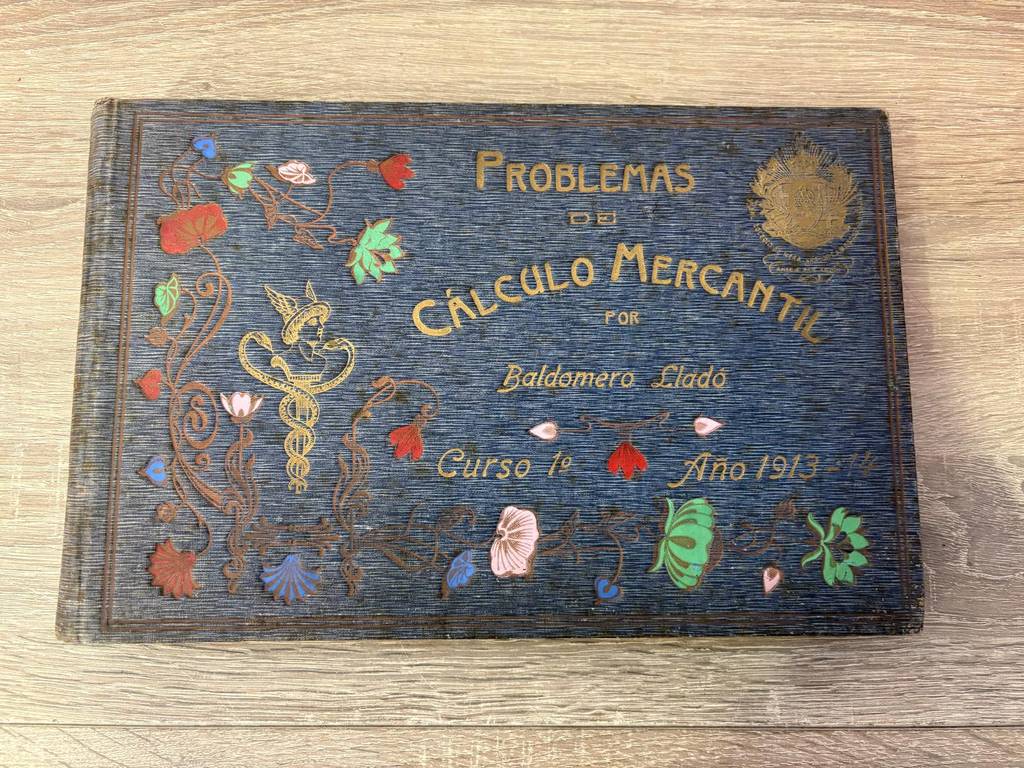 PROBLEMAS
DE
CÁLCULO MERCANTIL
POR
Baldomero Lladó
Curso 1º Año 1913-14